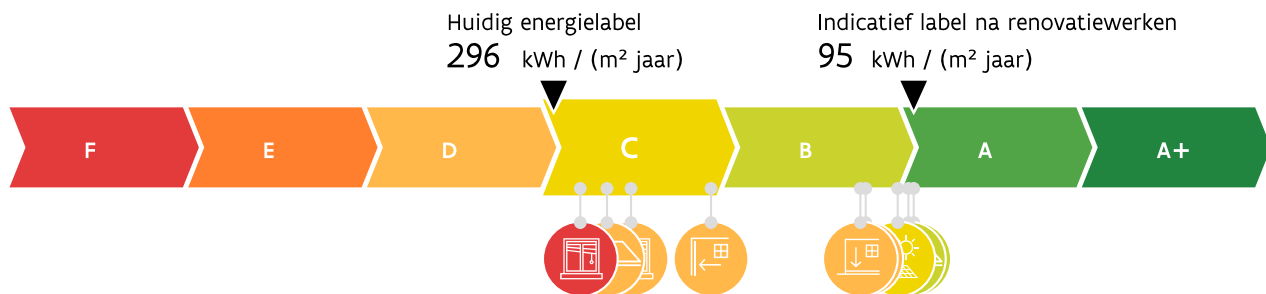 Huidig energielabel
296 kWh / (m² jaar)
Indicatief label na renovatiewerken
95 kWh / (m² jaar)
F
E
D
C
B
A
A+